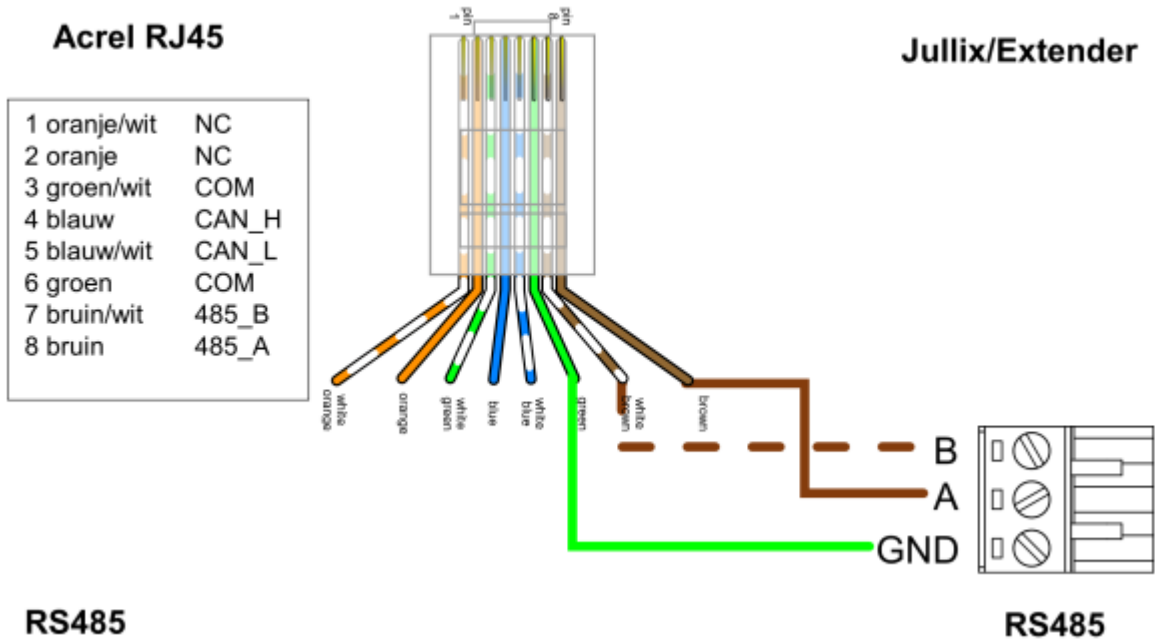 Acrel RJ45
pin 1
pin 8
Jullix/Extender
1 oranje/wit NC
2 oranje NC
3 groen/wit COM
4 blauw CAN_H
5 blauw/wit CAN_L
6 groen COM
7 bruin/wit 485_B
8 bruin 485_A
white orange
orange
white green
blue
white blue
green
white brown
brown
B
A
GND
RS485
RS485